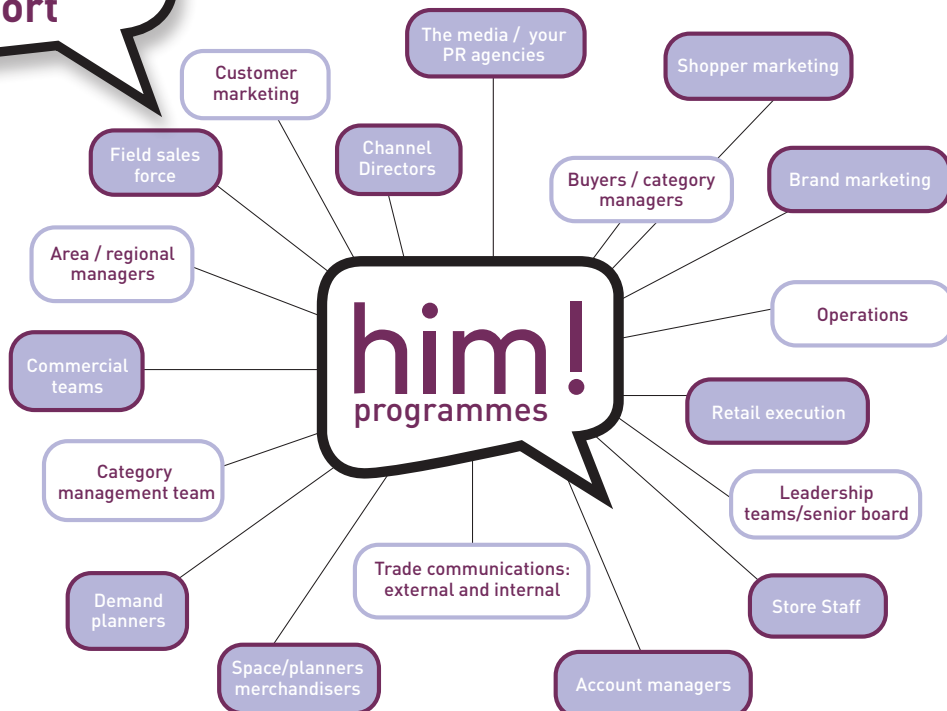 ort
The media / your
PR agencies
Shopper marketing
Customer
marketing
Field sales
force
Channel
Directors
Buyers / category
managers
Brand marketing
Area / regional
managers
Operations
him!
programmes
Commercial
teams
Retail execution
Category
management team
Leadership
teams/senior board
Trade communications:
external and internal
Demand
planners
Store Staff
Space/planners
merchandisers
Account managers